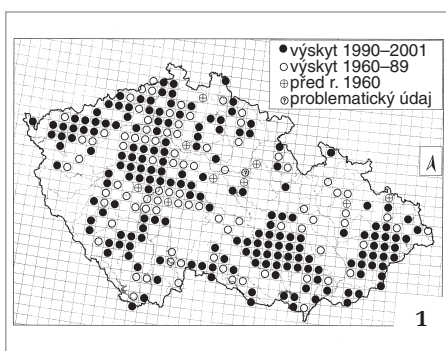 výskyt 1990–2001
výskyt 1960–89
před r. 1960
problematický údaj
1